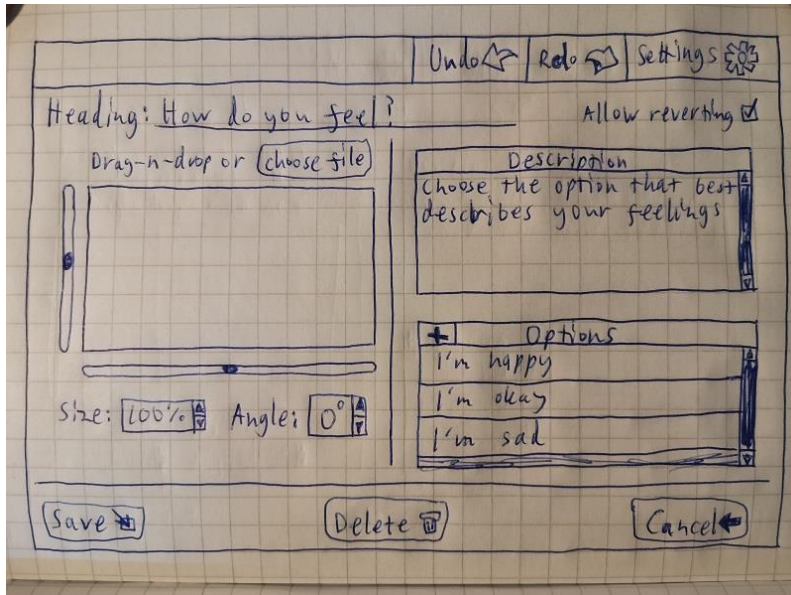 Undo Redo Settings
Heading: How do you feel?
Allow reverting
Drag-n-drop or choose file
Description
Choose the option that best
describes your feelings
+ Options
I'm happy
I'm okay
I'm sad
Size: 100% Angle: 0°
Save Delete Cancel